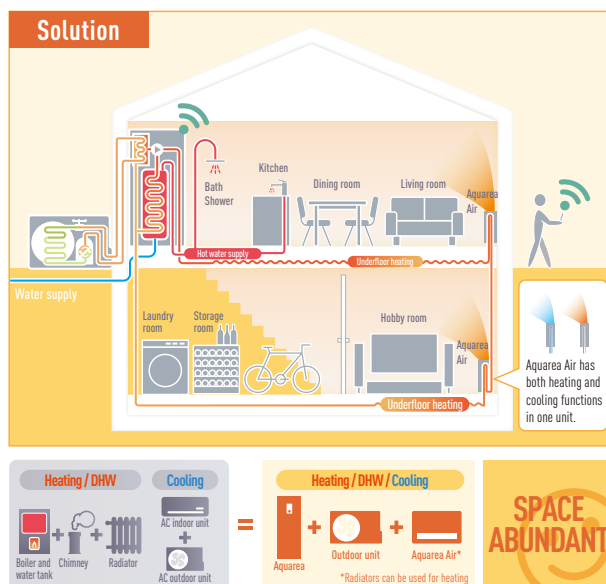 Solution
Kitchen
Dining room
Living room
Bath
Shower
Aquarea
Air
Hot water supply
Underfloor heating
Water supply
Laundry
room
Storage
room
Hobby room
Aquarea
Air
Underfloor heating
Aquarea Air has
both heating and
cooling functions
in one unit.
Heating / DHW
Cooling
AC indoor unit
+
+
+
Boiler and
water tank
Chimney
Radiator
AC outdoor unit
=
Heating / DHW / Cooling
+
+
Aquarea
Outdoor unit
Aquarea Air*
*Radiators can be used for heating
SPACE
ABUNDANT